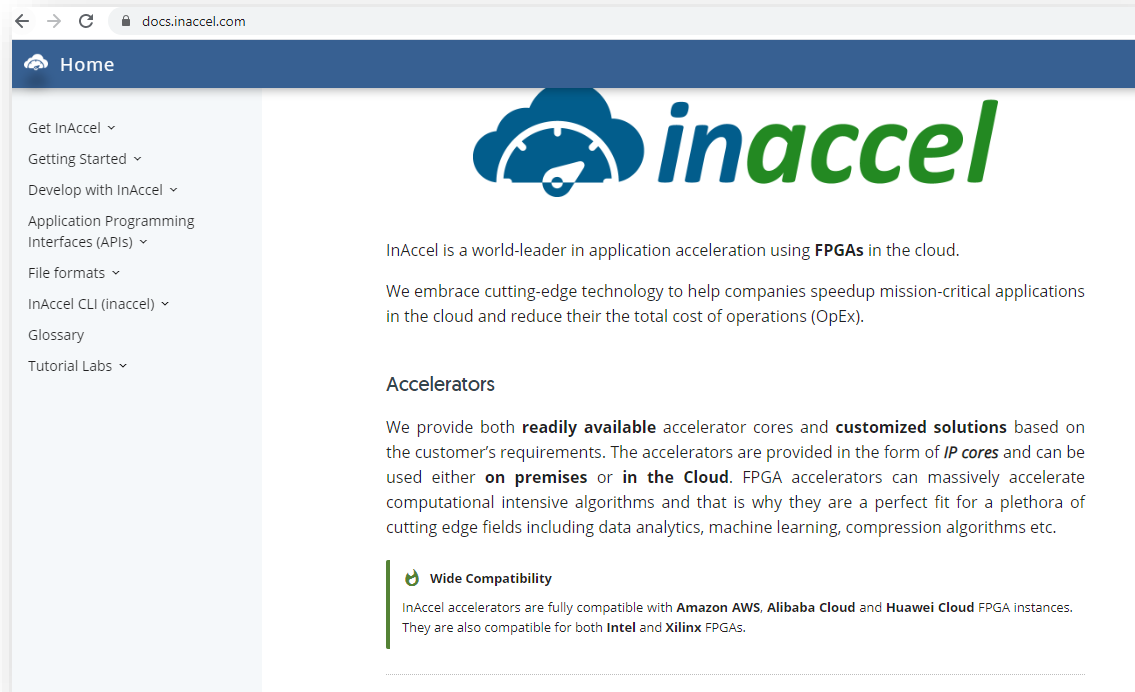 docs.inaccel.com
Home
Get InAccel
Getting Started
Develop with InAccel
Application Programming
Interfaces (APIs)
File formats
InAccel CLI (inaccel)
Glossary
Tutorial Labs
inaccel
InAccel is a world-leader in application acceleration using FPGAs in the cloud.
We embrace cutting-edge technology to help companies speedup mission-critical applications
in the cloud and reduce their the total cost of operations (OpEx).
Accelerators
We provide both readily available accelerator cores and customized solutions based on
the customer’s requirements. The accelerators are provided in the form of IP cores and can be
used either on premises or in the Cloud. FPGA accelerators can massively accelerate
computational intensive algorithms and that is why they are a perfect fit for a plethora of
cutting edge fields including data analytics, machine learning, compression algorithms etc.
Wide Compatibility
InAccel accelerators are fully compatible with Amazon AWS, Alibaba Cloud and Huawei Cloud FPGA instances.
They are also compatible for both Intel and Xilinx FPGAs.